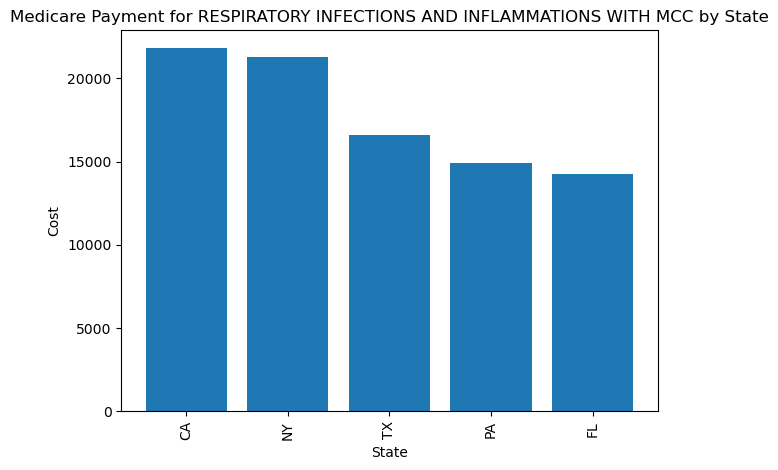 Medicare Payment for RESPIRATORY INFECTIONS AND INFLAMMATIONS WITH MCC by State
20000
15000
10000
5000
0
Cost
CA
NY
TX
PA
FL
State